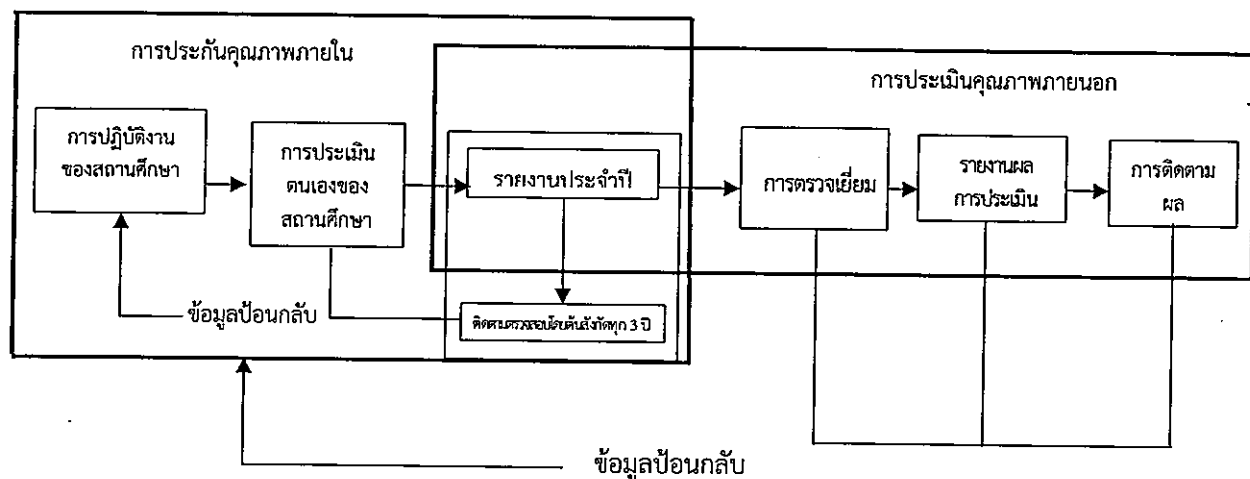 การประกันคุณภาพภายใน
การประเมินคุณภาพภายนอก
การปฏิบัติงาน
ของสถานศึกษา
การประเมิน
ตนเองของ
สถานศึกษา
รายงานประจำปี
การตรวจเยี่ยม
รายงานผล
การประเมิน
การติดตาม
ผล
ข้อมูลป้อนกลับ
ติดตามตรวจสอบโดยต้นสังกัดทุก 3 ปี
ข้อมูลป้อนกลับ